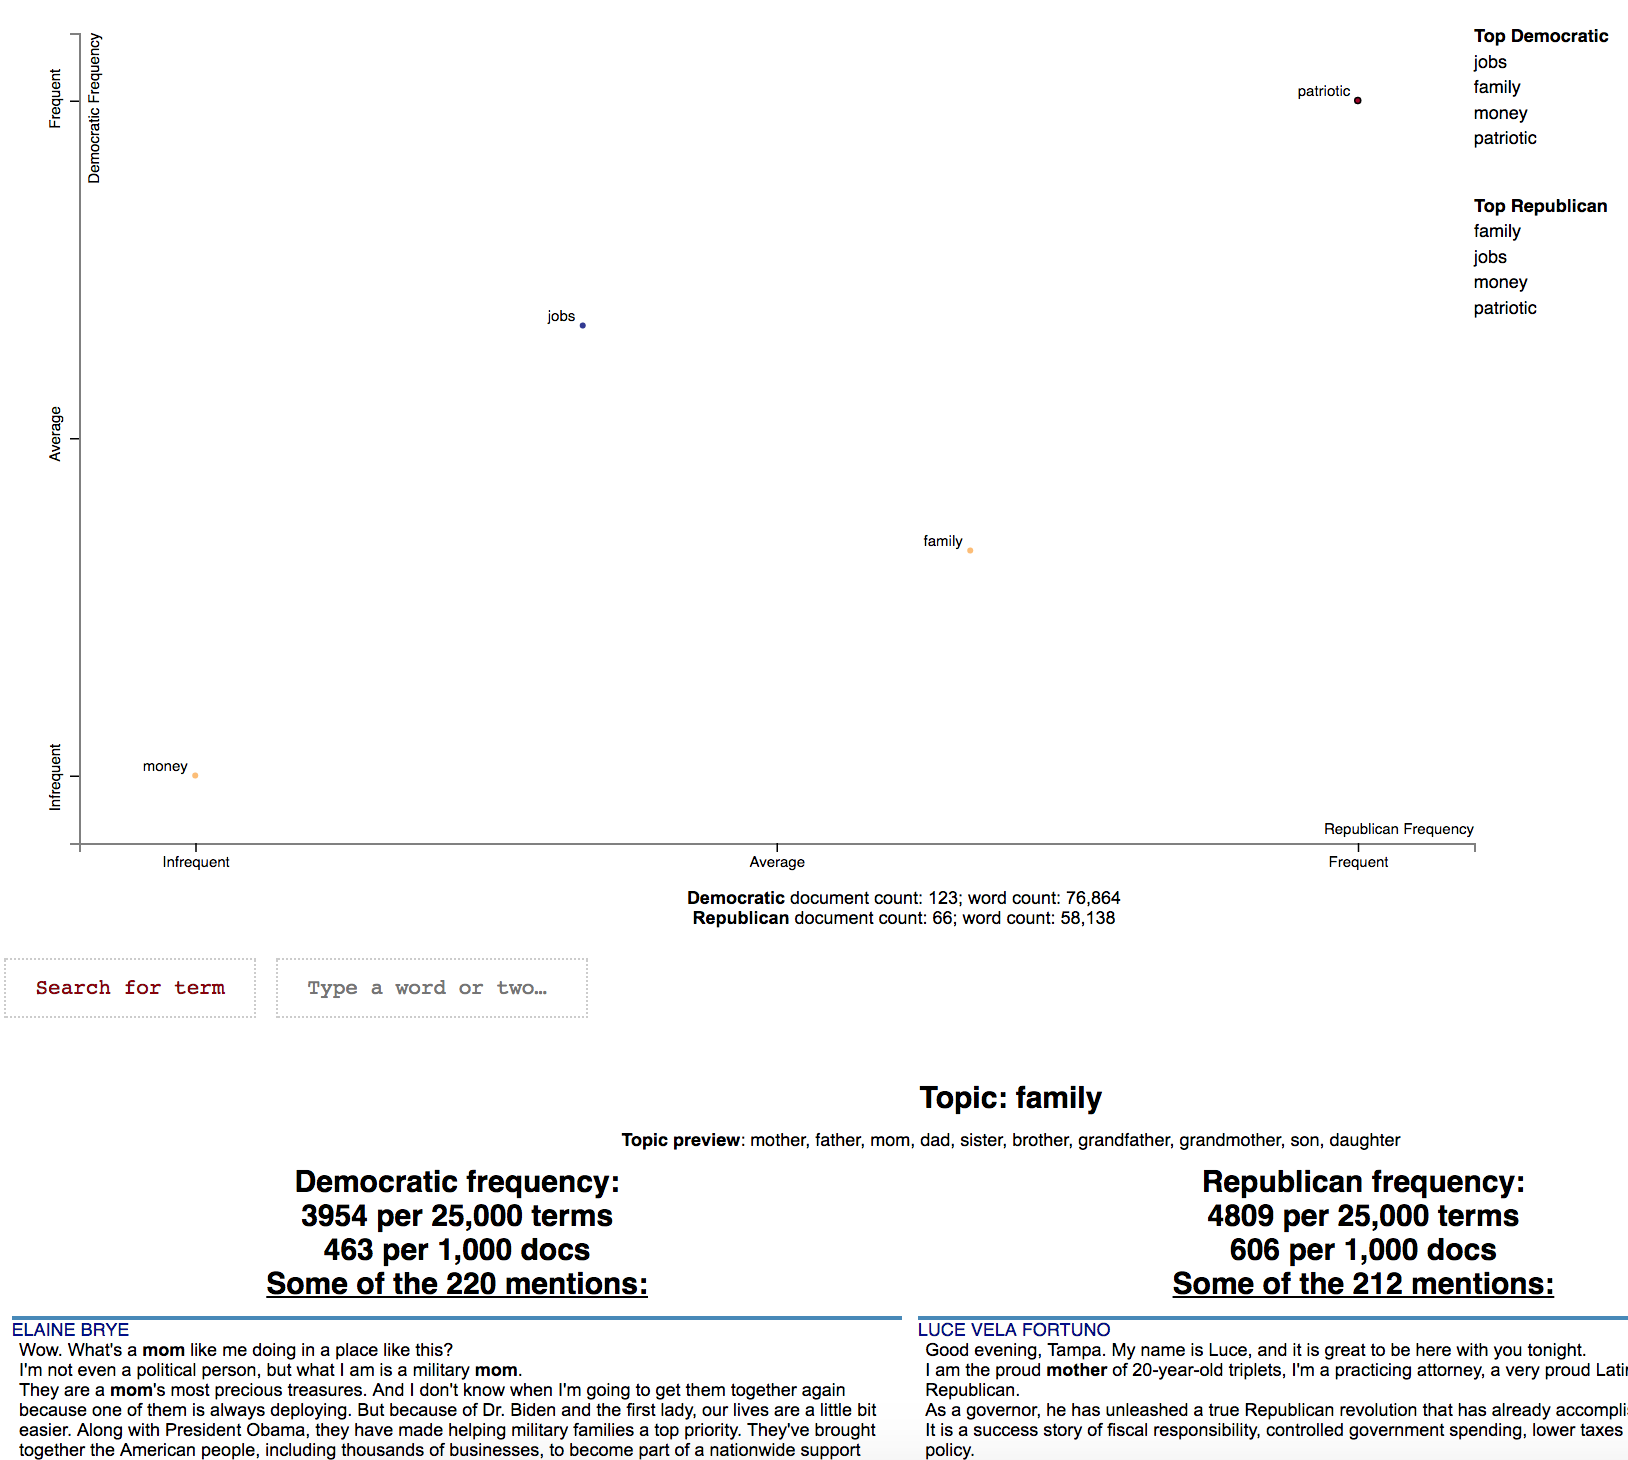 Frequent
Democratic Frequency
Average
Infrequent
patriotic
jobs
family
money
Top Democratic
jobs
family
money
patriotic
Top Republican
family
jobs
money
patriotic
Republican Frequency
Infrequent
Average
Frequent
Democratic document count: 123; word count: 76,864
Republican document count: 66; word count: 58,138
Search for term
Type a word or two…
Topic: family
Topic preview: mother, father, mom, dad, sister, brother, grandfather, grandmother, son, daughter
Democratic frequency:
3954 per 25,000 terms
463 per 1,000 docs
Some of the 220 mentions:
ELAINE BRYE
Wow. What's a mom like me doing in a place like this?
I'm not even a political person, but what I am is a military mom.
They are a mom's most precious treasures. And I don't know when I'm going to get them together again
because one of them is always deploying. But because of Dr. Biden and the first lady, our lives are a little bit
easier. Along with President Obama, they have made helping military families a top priority. They've brought
together the American people, including thousands of businesses, to become part of a nationwide support
Republican frequency:
4809 per 25,000 terms
606 per 1,000 docs
Some of the 212 mentions:
LUCE VELA FORTUNO
Good evening, Tampa. My name is Luce, and it is great to be here with you tonight.
I am the proud mother of 20-year-old triplets, I'm a practicing attorney, a very proud
Republican.
As a governor, he has unleashed a true Republican revolution that has already
It is a success story of fiscal responsibility, controlled government spending, lower taxes
policy.